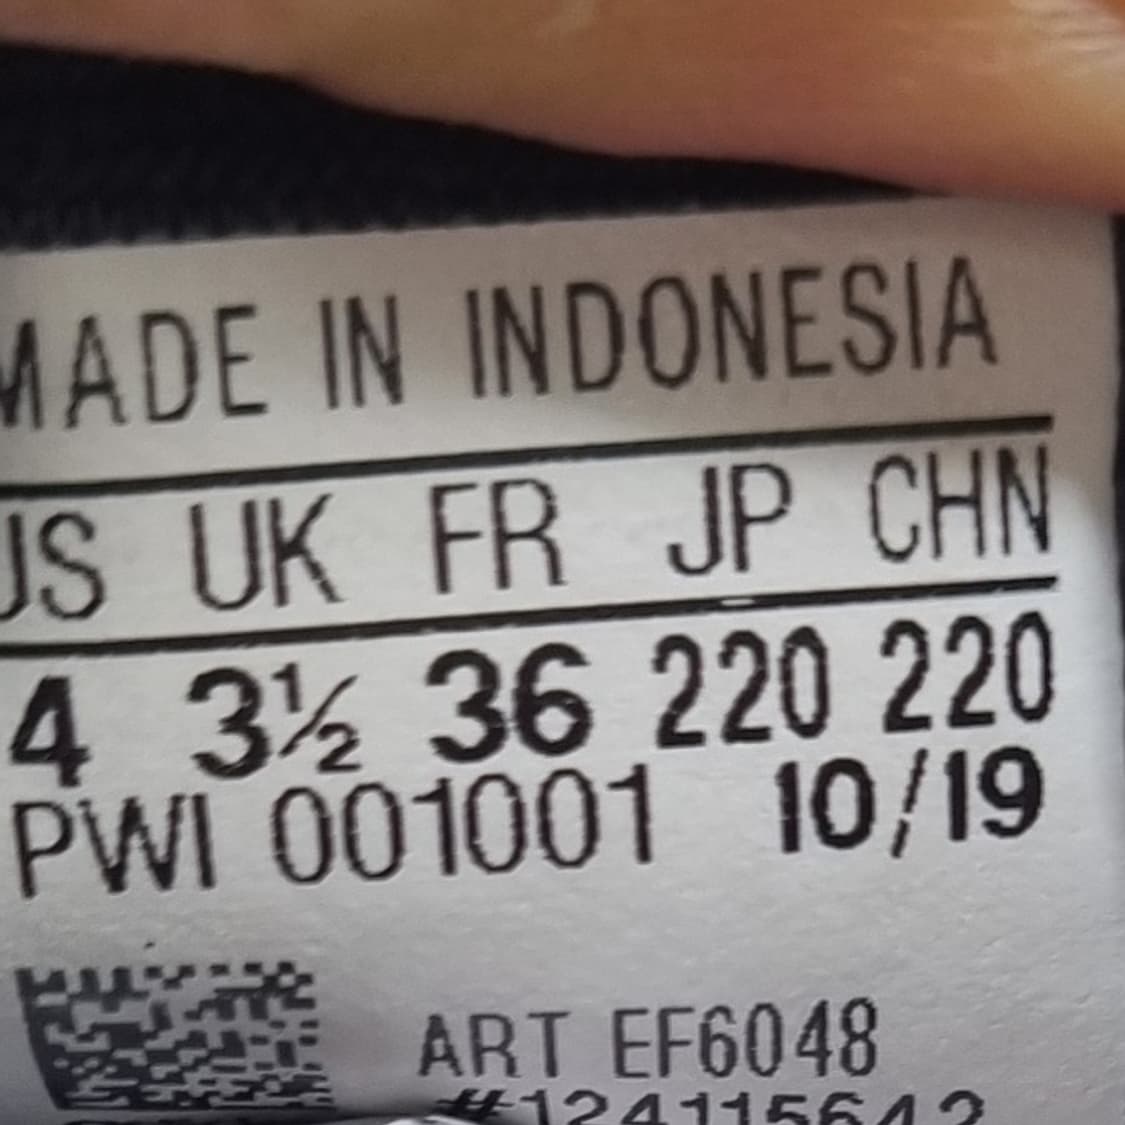 MADE IN INDONESIA
US UK FR JP CHN
4 3½ 36 220 220
PWI 001001 10/19
ART EF6048
#124115642